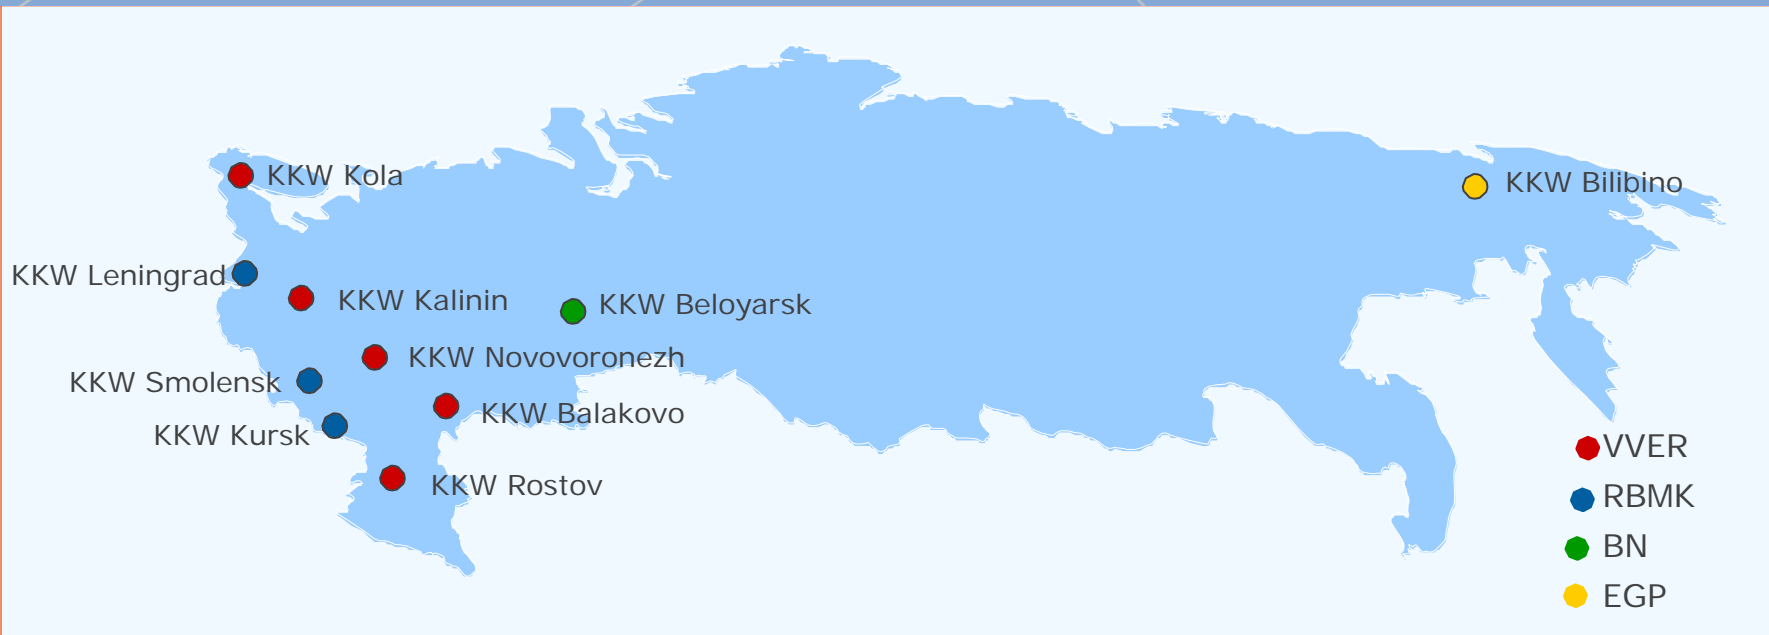 KKW Kola
KKW Bilibino
KKW Leningrad
KKW Kalinin
KKW Beloyarsk
KKW Novovoronezh
KKW Smolensk
KKW Balakovo
KKW Kursk
KKW Rostov
VVER
RBMK
BN
EGP